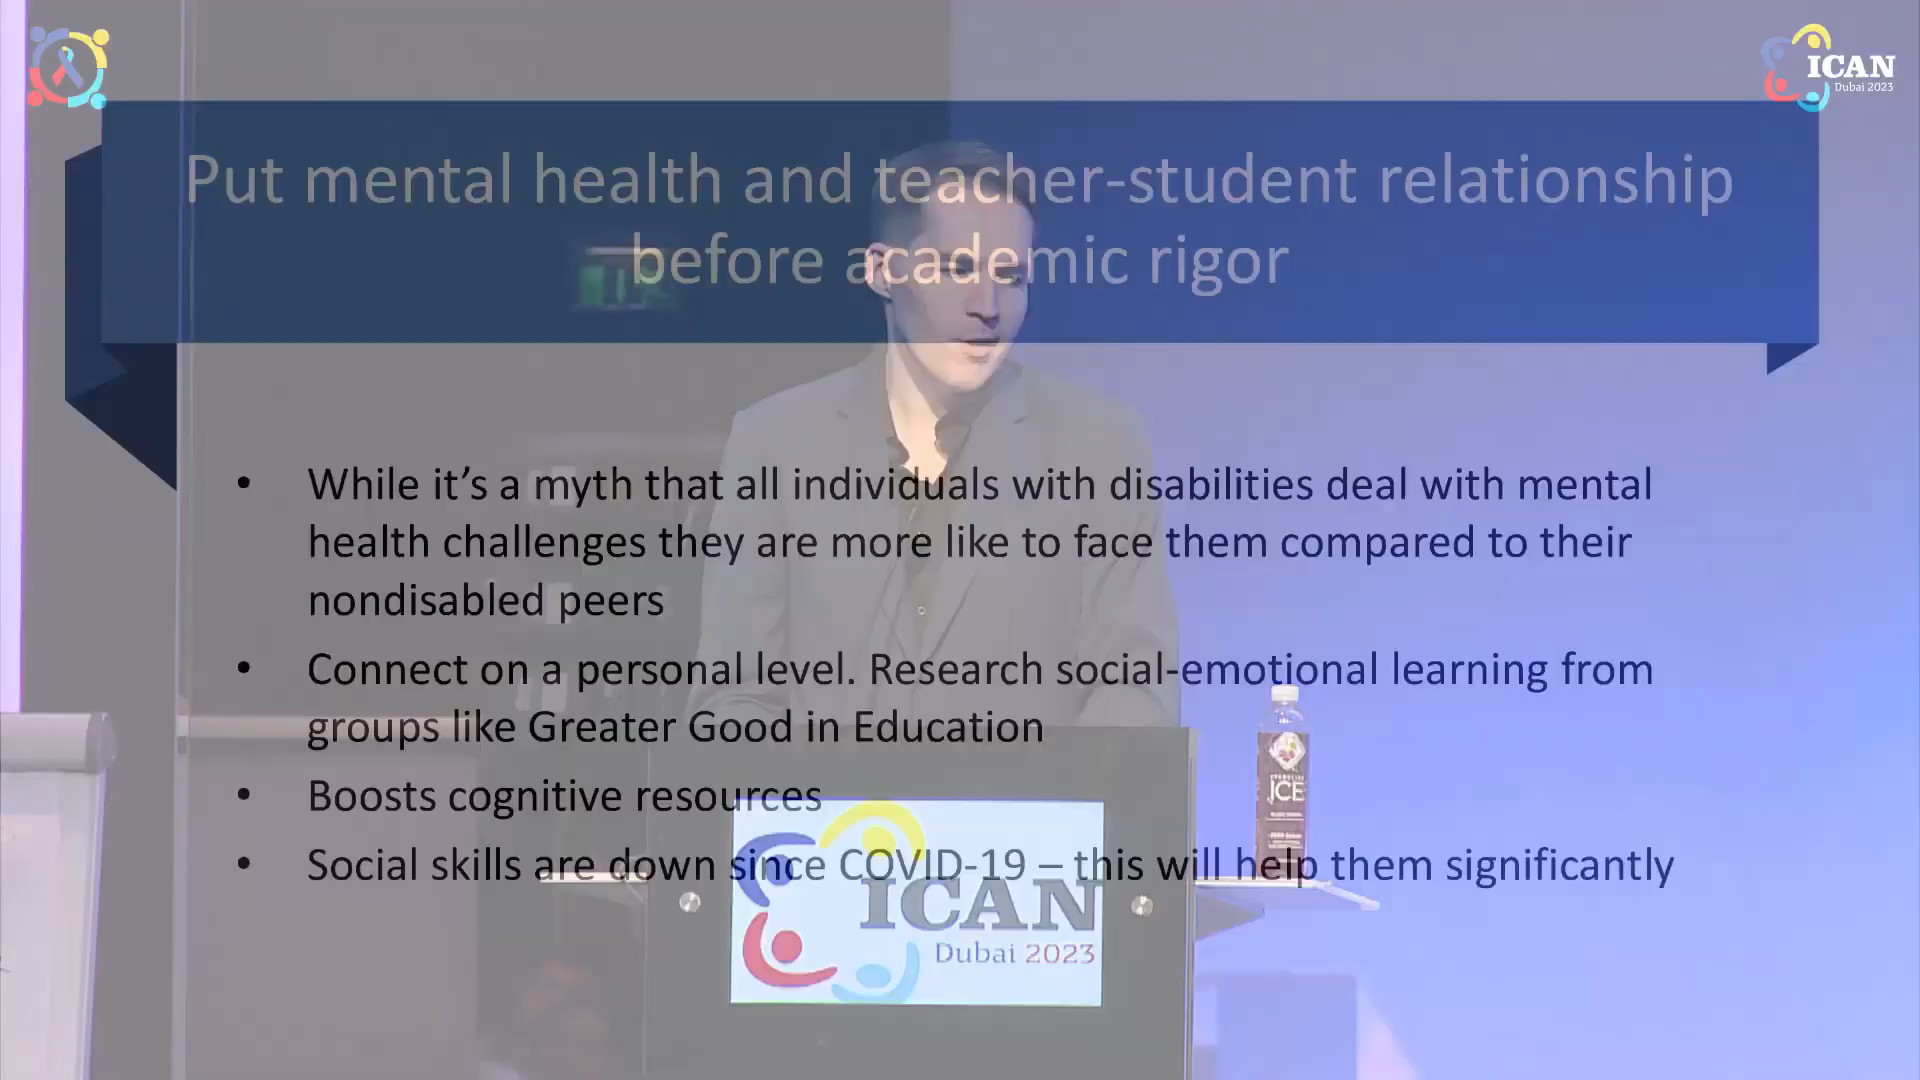 ICAN
Dubai 2023
Put mental health and teacher-student relationship
before academic rigor
• While it’s a myth that all individuals with disabilities deal with mental
health challenges they are more like to face them compared to their
nondisabled peers
• Connect on a personal level. Research social-emotional learning from
groups like Greater Good in Education
• Boosts cognitive resources
• Social skills are down since COVID-19 – this will help them significantly
ICE
ICAN
Dubai 2023